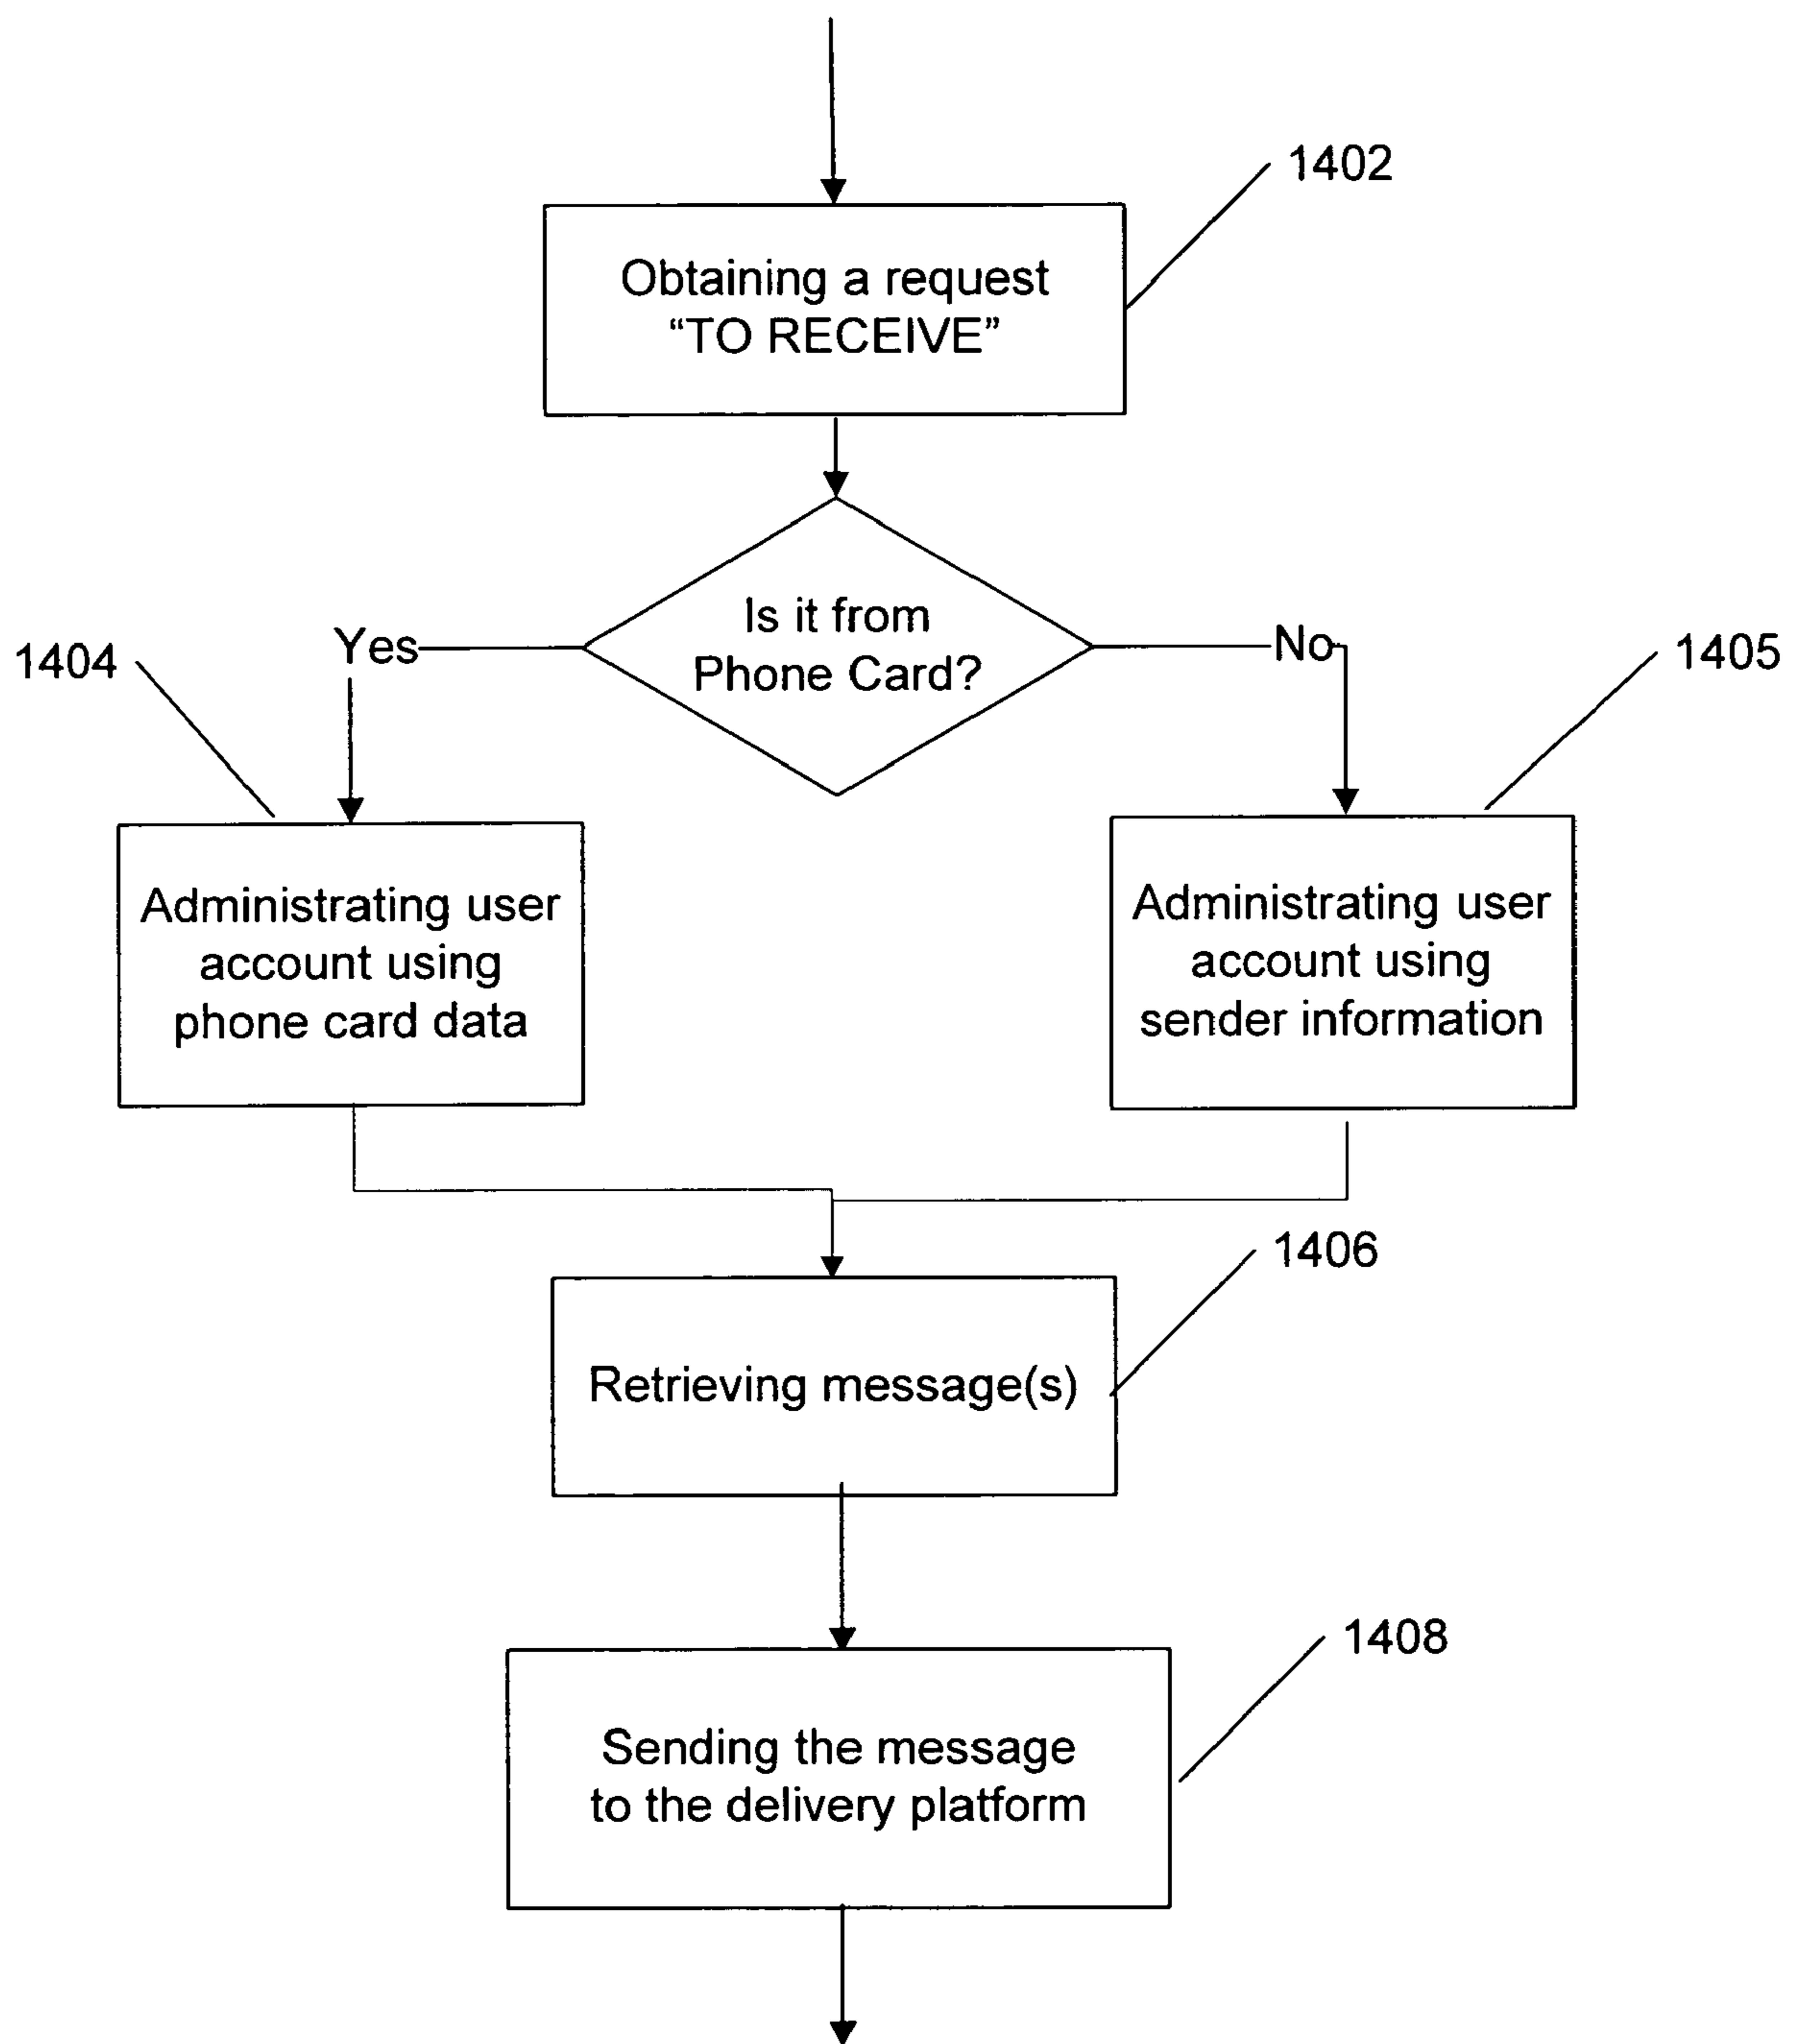 1402
Obtaining a request
“TO RECEIVE”
Is it from
Phone Card?
Yes
No
1404
1405
Administrating user
account using
phone card data
Administrating user
account using
sender information
1406
Retrieving message(s)
1408
Sending the message
to the delivery platform